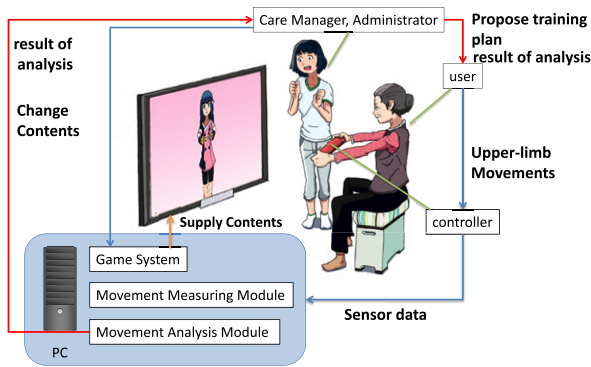 Care Manager, Administrator
Propose training
plan
result of analysis
result of
analysis
user
Change
Contents
Upper-limb
Movements
controller
Supply Contents
Game System
Movement Measuring Module
Sensor data
Movement Analysis Module
PC